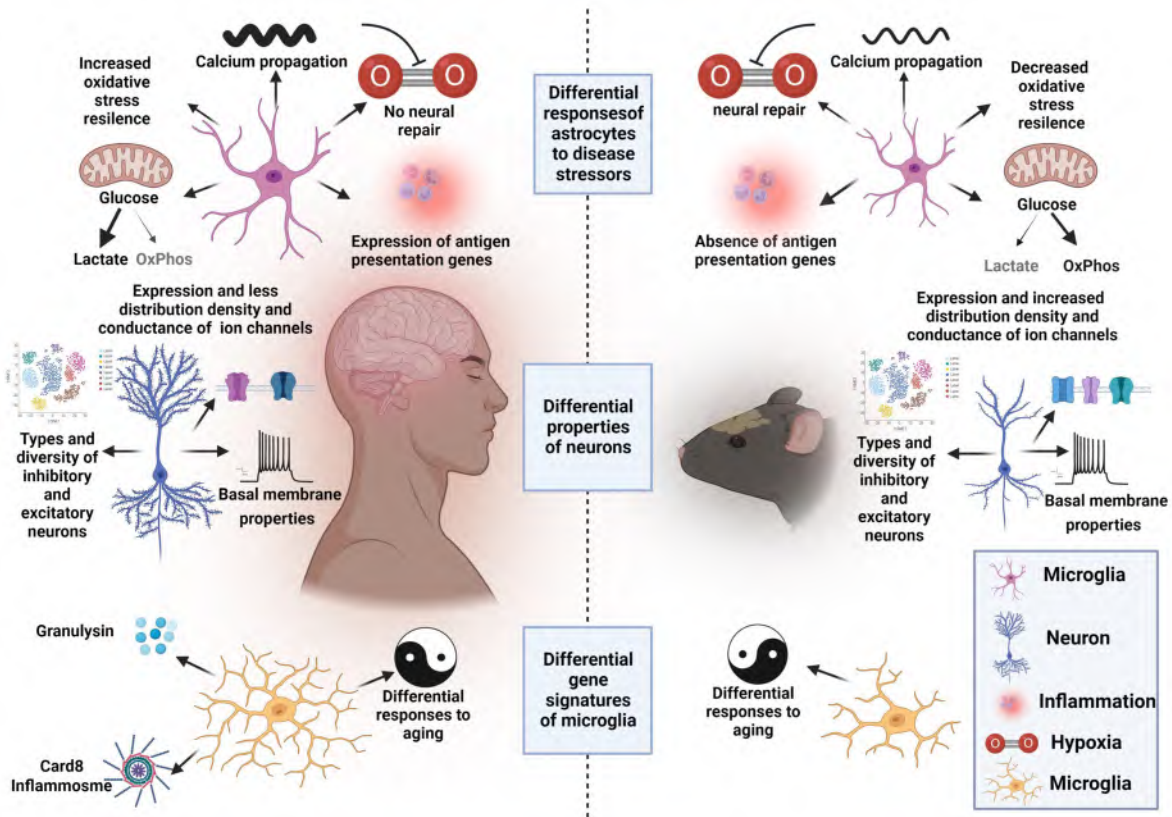 Increased
oxidative
stress
resilence
Calcium propagation
O
O
No neural
repair
Glucose
Lactate OxPhos
Expression of antigen
presentation genes
Differential
responsesof
astrocytes
to disease
stressors
O
O
neural repair
Calcium propagation
Decreased
oxidative
stress
resilence
Glucose
Lactate OxPhos
Absence of antigen
presentation genes
Expression and less
distribution density and
conductance of ion channels
Types and
diversity of
inhibitory
and
excitatory
neurons
Basal membrane
properties
Differential
properties
of neurons
Expression and increased
distribution density and
conductance of ion channels
Types and
diversity of
inhibitory
and
excitatory
neurons
Basal membrane
properties
Granulysin
Card8
Inflammosme
Differential
responses to
aging
Differential
gene
signatures
of microglia
Differential
responses to
aging
Microglia
Neuron
Inflammation
O
O
Hypoxia
Microglia